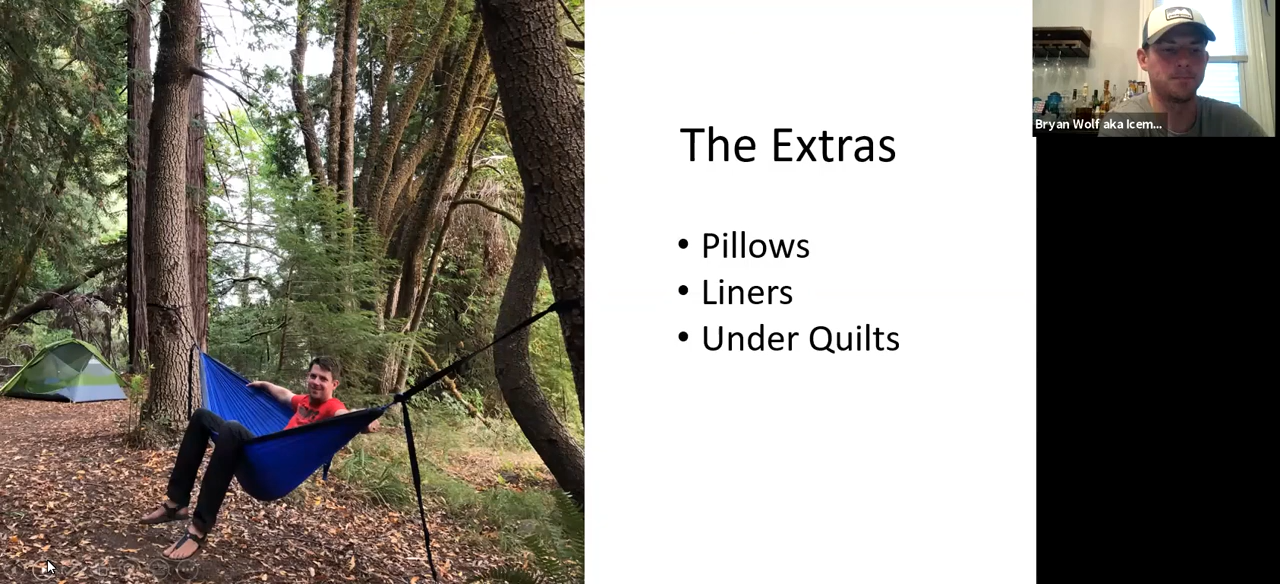 The Extras
• Pillows
• Liners
• Under Quilts
Bryan Wolf aka Icem...